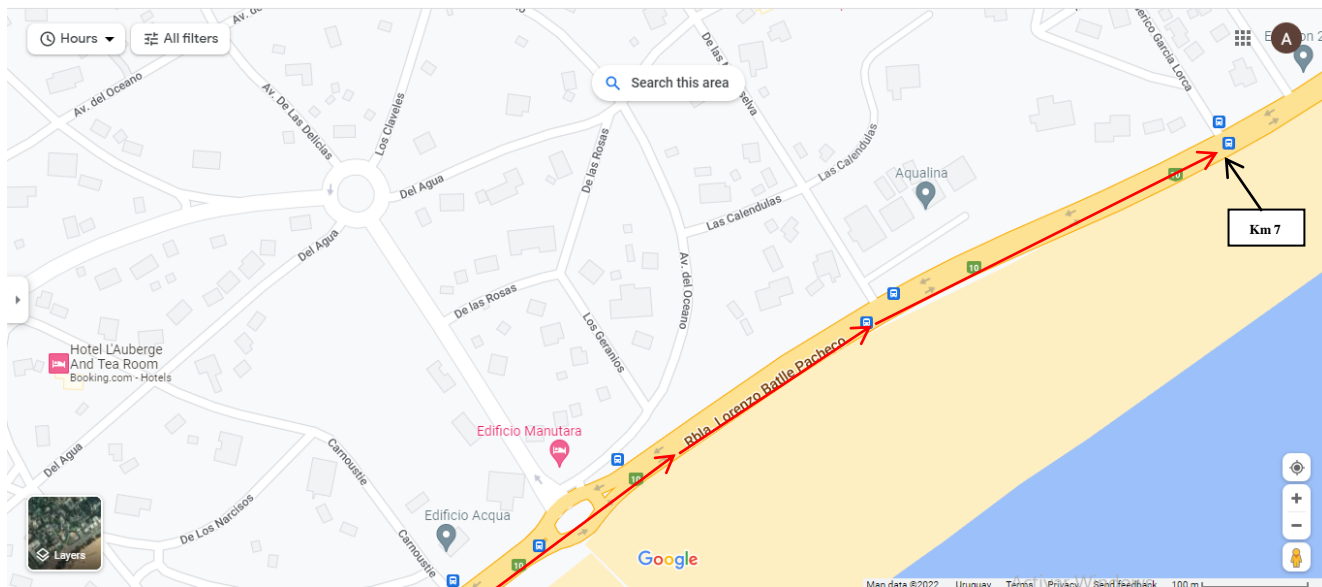 Hours
All filters
Search this area
A
Av. del Oceano
Av. De Las Delicias
Los Claveles
Del Agua
De las Rosas
Las Calendulas
Las Calendulas
Aqualina
10
Km 7
Del Agua
De las Rosas
Av. del Oceano
10
Los Geranios
Hotel L'Auberge
And Tea Room
Booking.com - Hotels
Rbla. Lorenzo Batlle Pacheco
Edificio Manutara
10
Del Agua
Carnoustie
De Los Narcisos
Edificio Acqua
Carnoustie
10
Layers
Google
Map data ©2022
Uruguay
Terms
Privacy
Send feedback
100 m